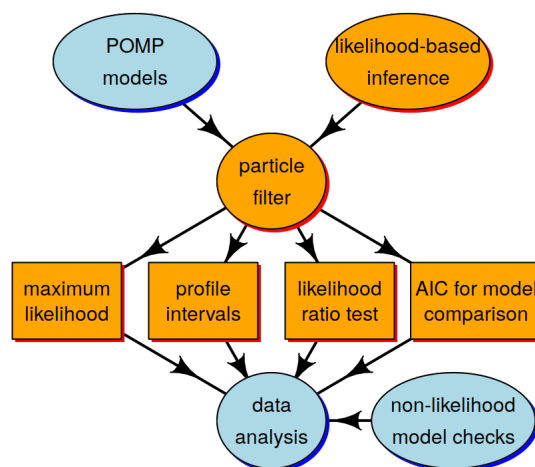 POMP
models
likelihood-based
inference
particle
filter
maximum
likelihood
profile
intervals
likelihood
ratio test
AIC for model
comparison
data
analysis
non-likelihood
model checks